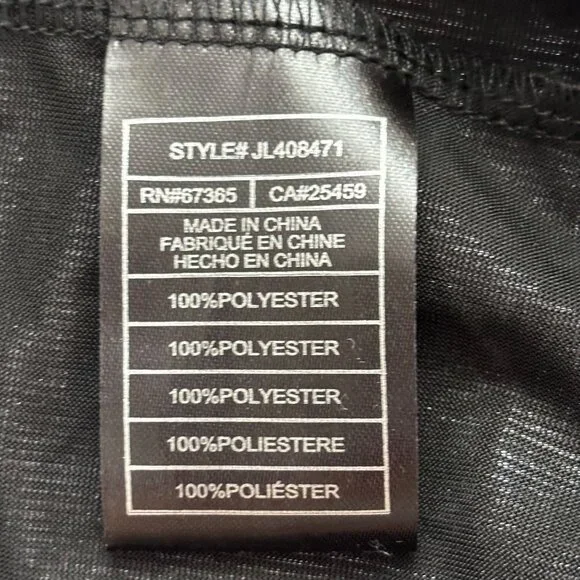 STYLE# JL408471
RN#67365 CA#25459
MADE IN CHINA
FABRIQUÉ EN CHINE
HECHO EN CHINA
100%POLYESTER
100%POLYESTER
100%POLYESTER
100%POLIESTERE
100%POLIÉSTER